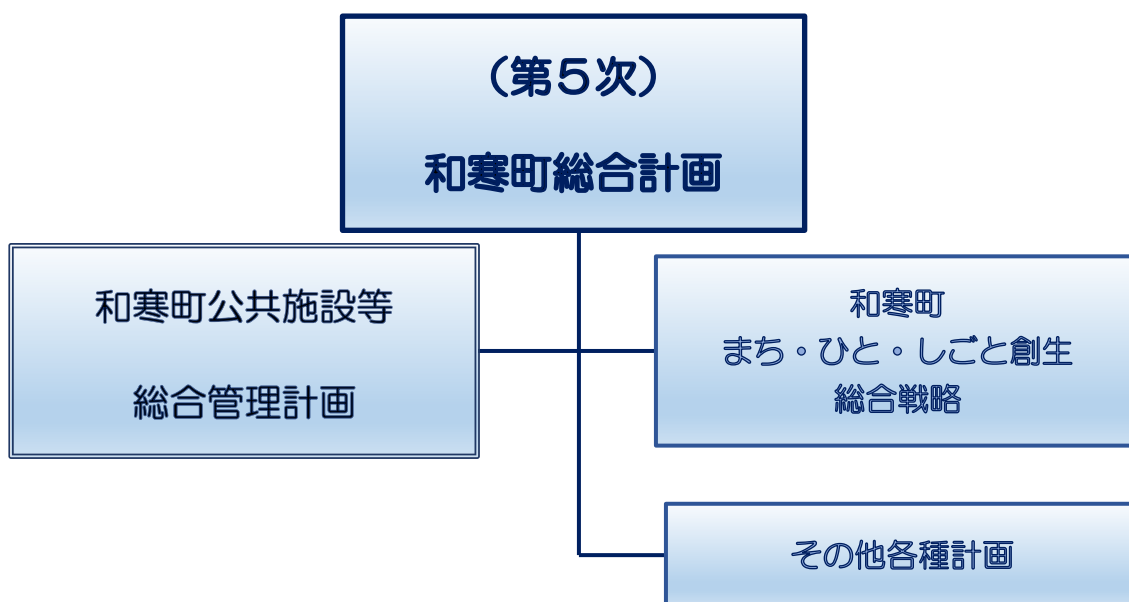 （第５次）
和寒町総合計画
和寒町公共施設等
総合管理計画
和寒町
まち・ひと・しごと創生
総合戦略
その他各種計画